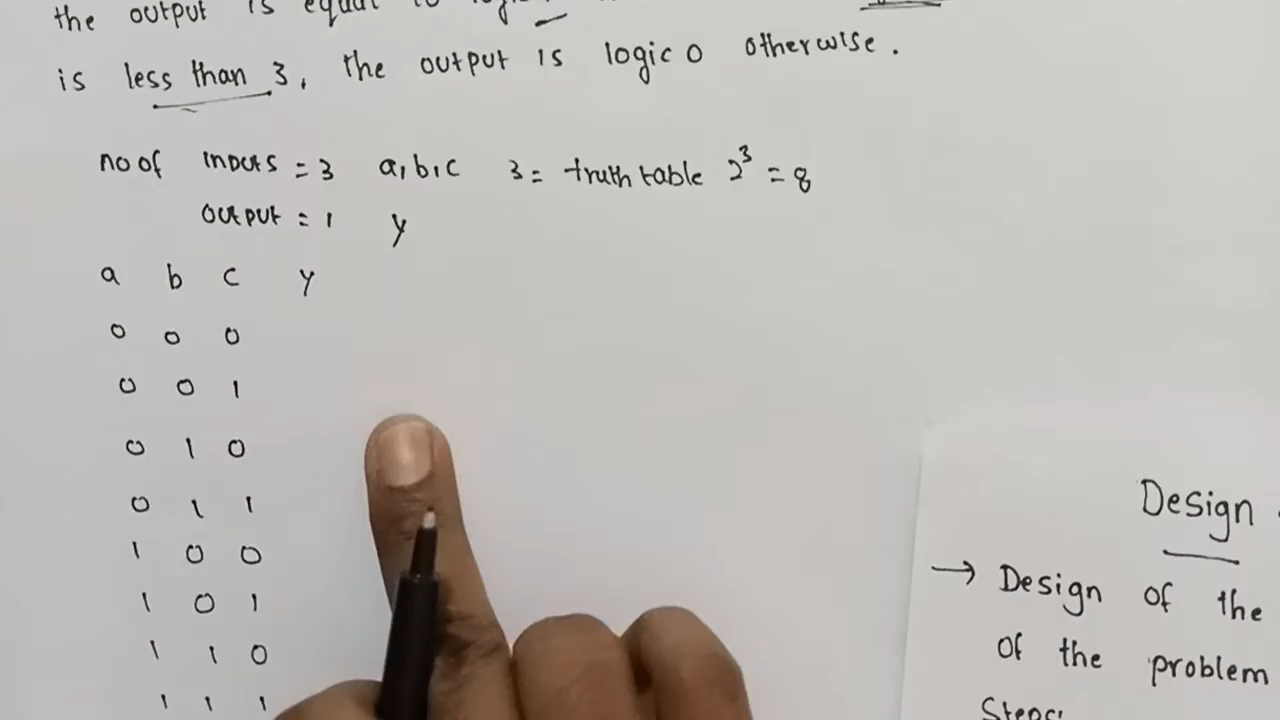 the output is equal to
is less than 3, the output is logic 0 otherwise.
no of inputs = 3 a, b, c 3 = truth table 2³ = 8
output = 1 y
a b c y
0 0 0
0 0 1
0 1 0
0 1 1
1 0 0
1 0 1
1 1 0
1 1 1
Design
→ Design of the
of the problem